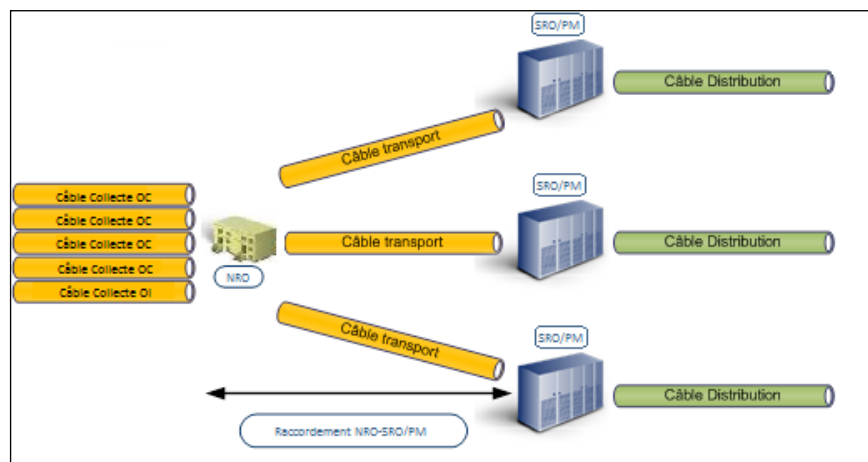 SRO/PM
Câble Distribution
Câble transport
SRO/PM
Câble Collecte OC
Câble Collecte OC
Câble Collecte OC
Câble Collecte OC
Câble Collecte OI
NRO
Câble transport
Câble Distribution
SRO/PM
Câble transport
Câble Distribution
Raccordement NRO-SRO/PM